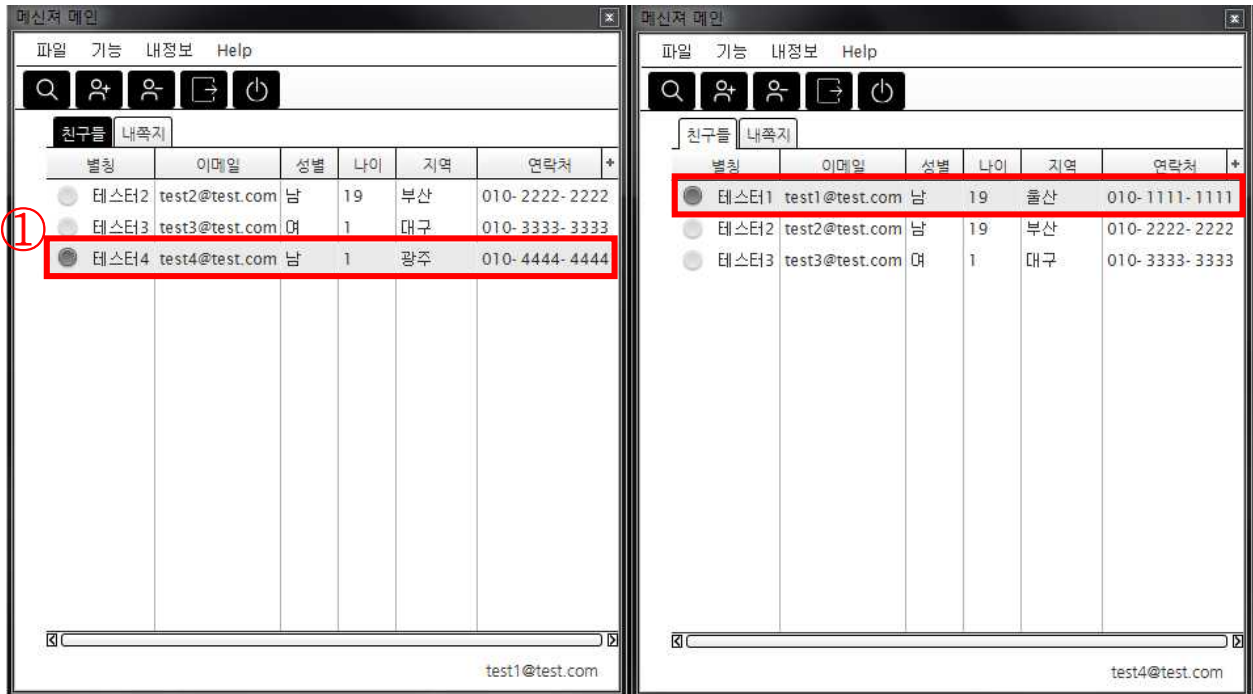 메신져 메인
파일 기능 내정보 Help
친구들 내쪽지
별칭 이메일 성별 나이 지역 연락처 +
테스터2 test2@test.com 남 19 부산 010-2222-2222
① 테스터3 test3@test.com 여 1 대구 010-3333-3333
테스터4 test4@test.com 남 1 광주 010-4444-4444
test1@test.com
메신져 메인
파일 기능 내정보 Help
친구들 내쪽지
별칭 이메일 성별 나이 지역 연락처 +
테스터1 test1@test.com 남 19 울산 010-1111-1111
테스터2 test2@test.com 남 19 부산 010-2222-2222
테스터3 test3@test.com 여 1 대구 010-3333-3333
test4@test.com